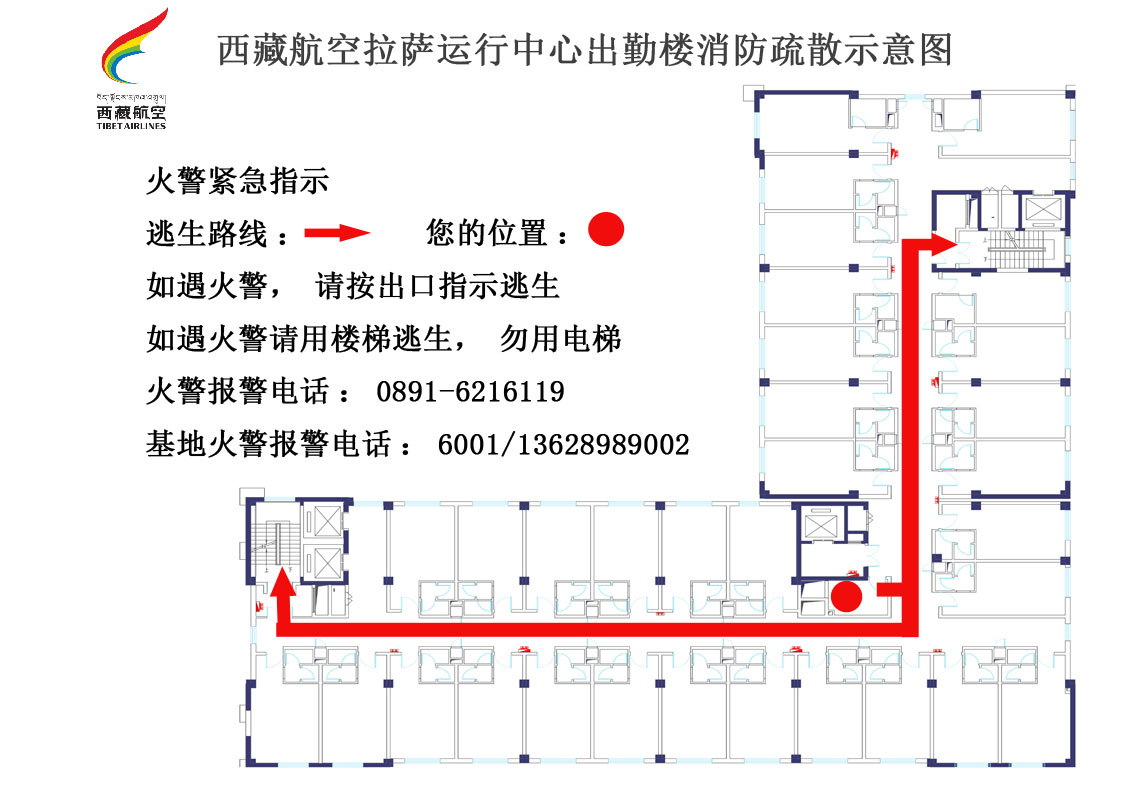 西藏航空拉萨运行中心出勤楼消防疏散示意图
西藏航空
TIBET AIRLINES
火警紧急指示
逃生路线： 您的位置：
如遇火警， 请按出口指示逃生
如遇火警请用楼梯逃生， 勿用电梯
火警报警电话： 0891-6216119
基地火警报警电话： 6001/13628989002
上
下
上 下